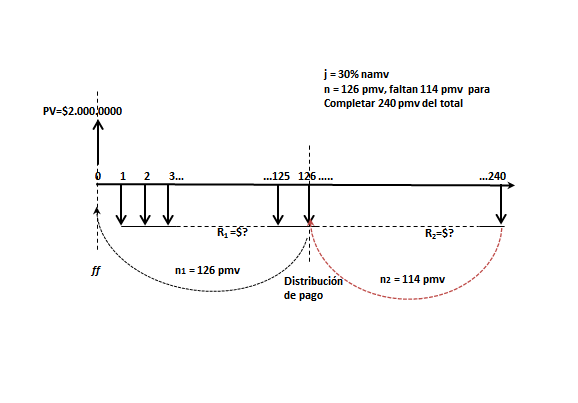 j = 30% namv
n = 126 pmv, faltan 114 pmv para
Completar 240 pmv del total
PV=$2.000.0000
0 1 2 3... ...125 126 ..... ...240
R1 =$? R2=$?
ff
n1 = 126 pmv
Distribución
de pago
n2 = 114 pmv